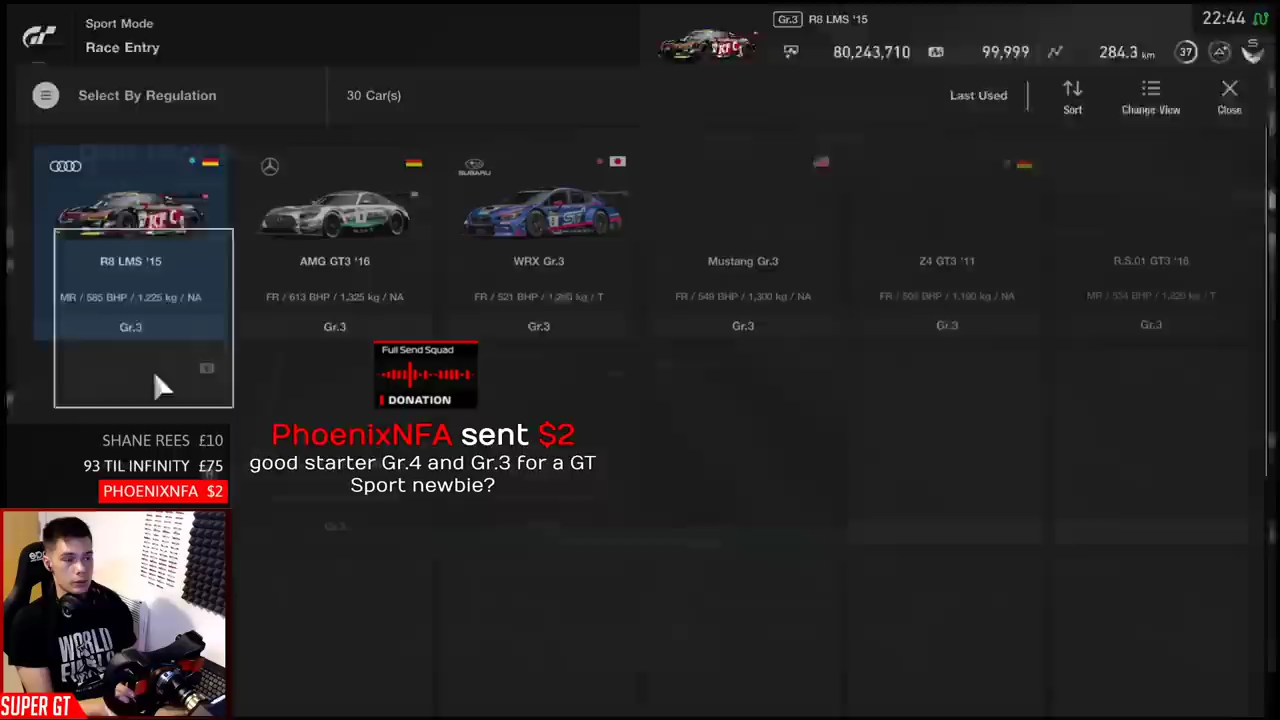 Sport Mode
Race Entry
Gr.3 R8 LMS '15
80,243,710 99,999 284.3 km 37
22:44
Select By Regulation
30 Car(s)
Last Used
Sort
Change View
Close
SUBARU
R8 LMS '15
AMG GT3 '16
WRX Gr.3
Mustang Gr.3
Z4 GT3 '11
R.S.01 GT3 '16
MR / 585 BHP / 1,225 kg / NA
FR / 613 BHP / 1,325 kg / NA
FR / 549 BHP / 1,300 kg / NA
Gr.3
Gr.3
Gr.3
Gr.3
Gr.3
Gr.3
Full Send Squad
DONATION
PhoenixNFA sent $2
good starter Gr.4 and Gr.3 for a GT
Sport newbie?
SHANE REES £10
93 TIL INFINITY £75
PHOENIXNFA $2
Gr.3
WORLD
SUPER GT